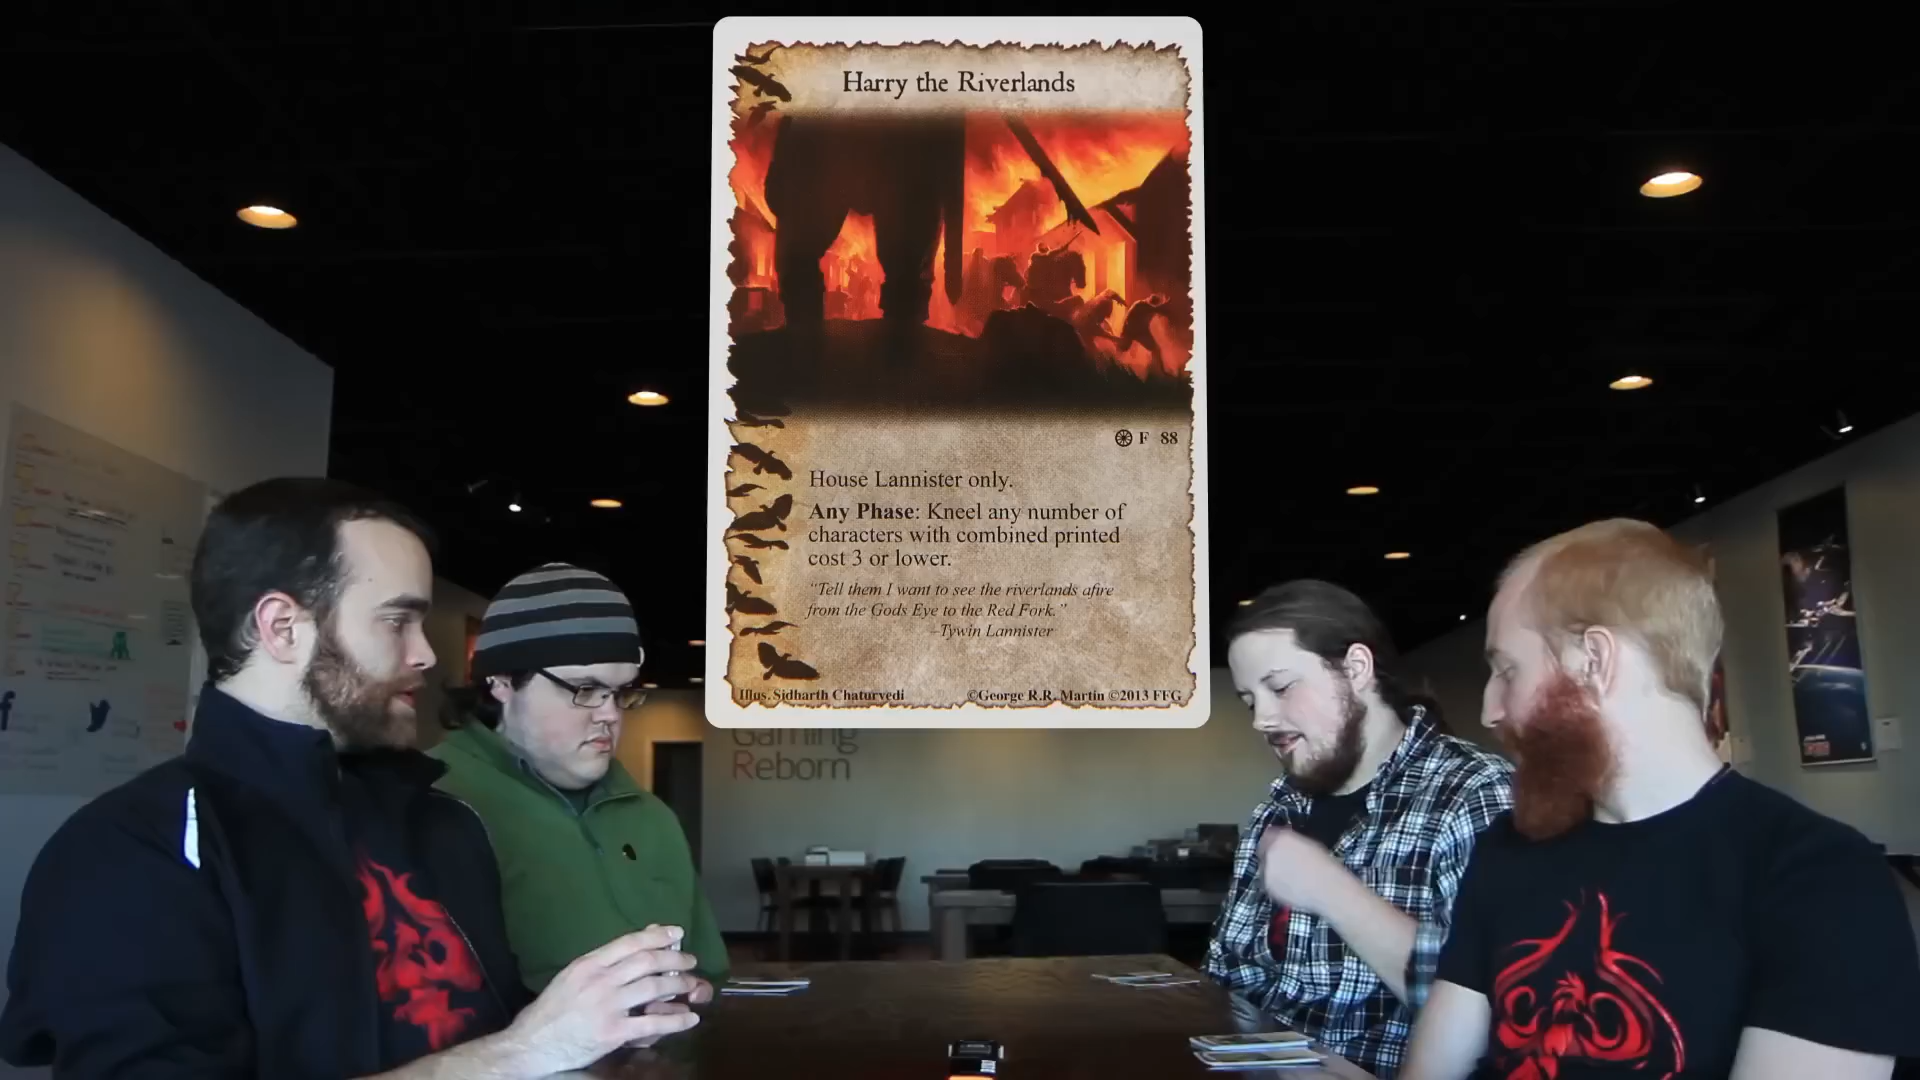 Harry the Riverlands
F 88
House Lannister only.
Any Phase: Kneel any number of
characters with combined printed
cost 3 or lower.
“Tell them I want to see the riverlands afire
from the Gods Eye to the Red Fork.”
–Tywin Lannister
Illus. Sidharth Chaturvedi ©George R.R. Martin ©2013 FFG
Gaming
Reborn